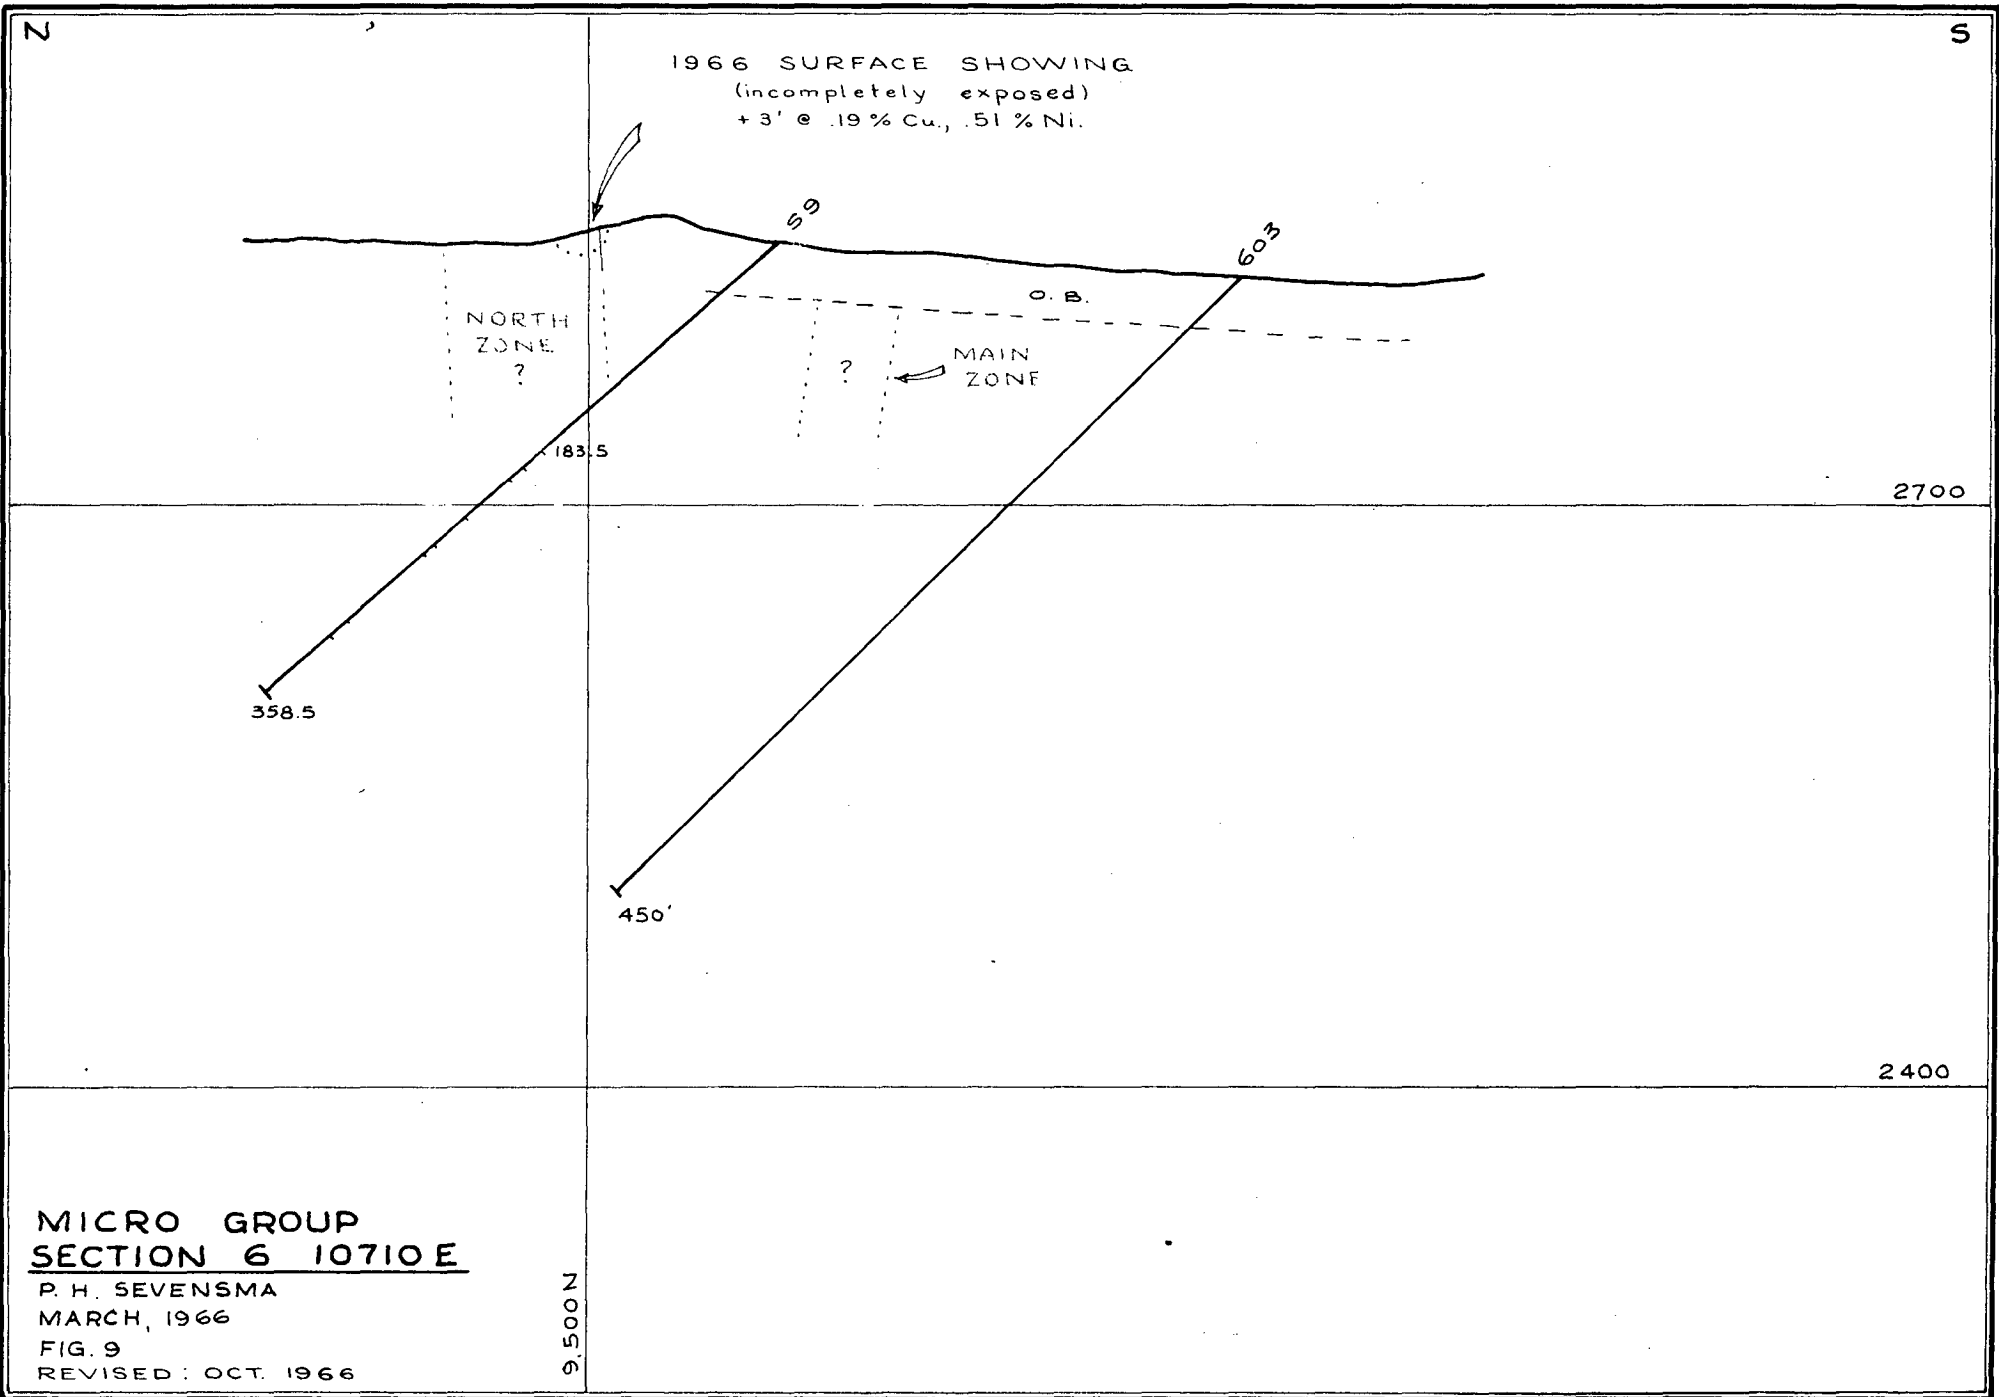 N
S
1966 SURFACE SHOWING
(incompletely exposed)
+ 3' @ .19 % Cu., .51 % Ni.
59
603
O. B.
NORTH
ZONE
?
?
MAIN
ZONE
183.5
2700
358.5
450'
2400
MICRO GROUP
SECTION 6 10710 E
P. H. SEVENSMA
MARCH, 1966
FIG. 9
REVISED : OCT. 1966
9,500 N